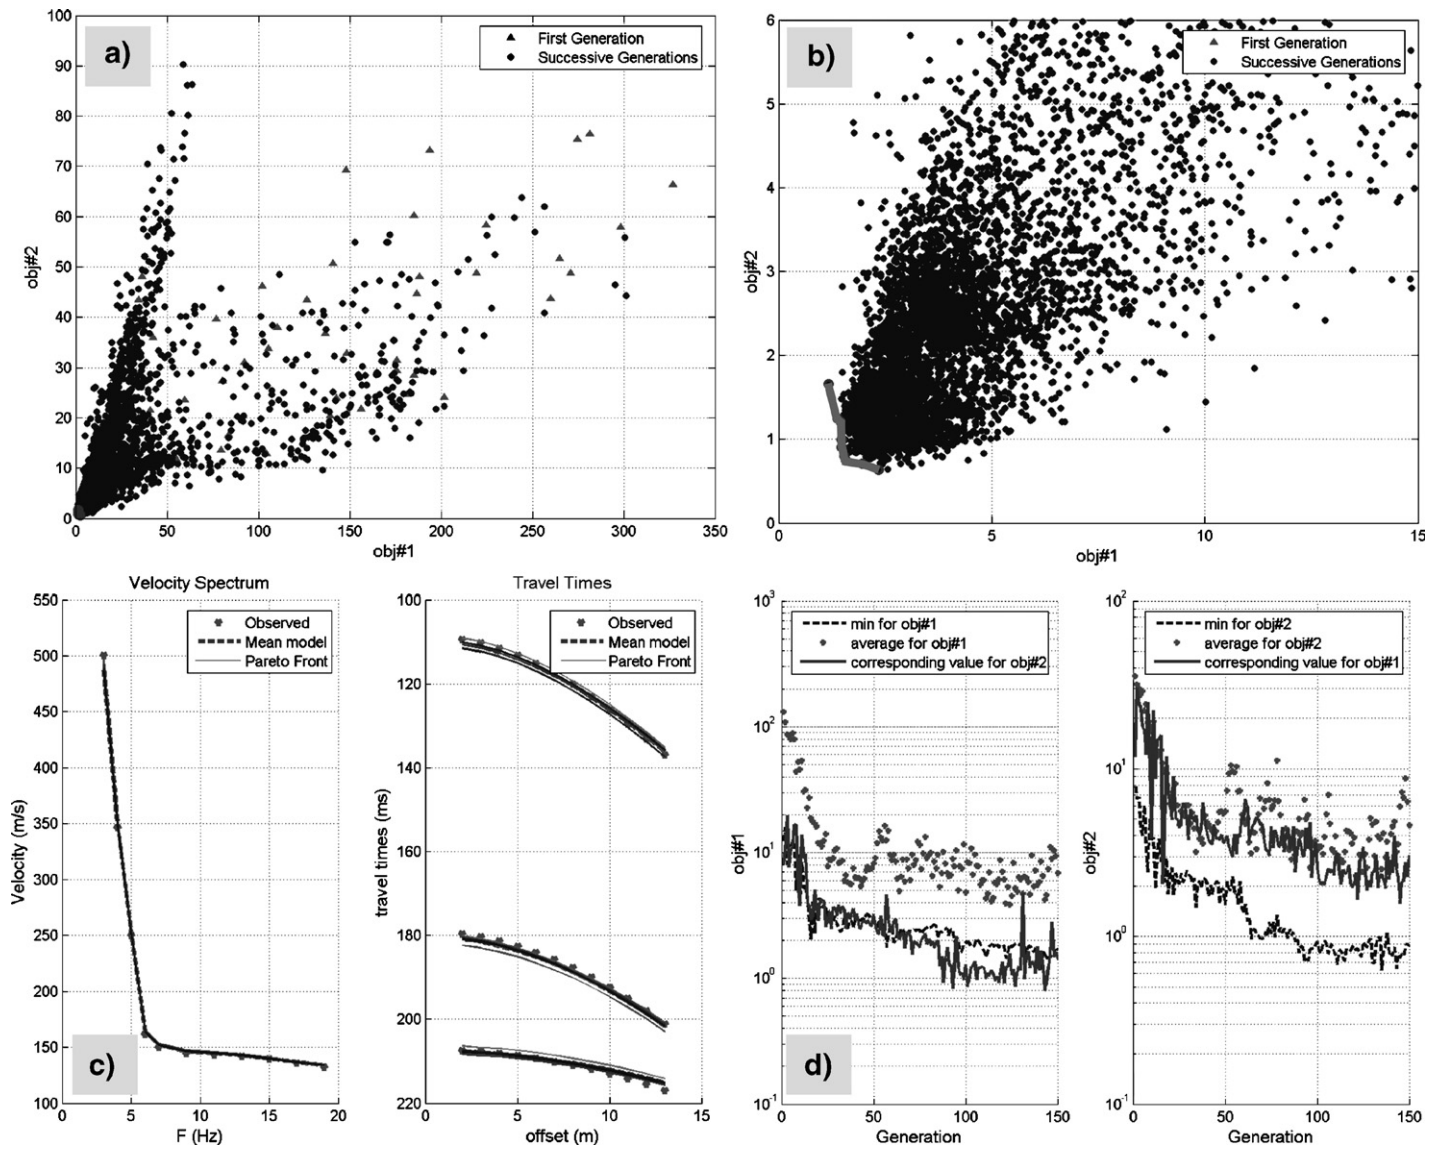 a)
First Generation
Successive Generations
100
90
80
70
60
50
40
30
20
10
0
obj#2
0 50 100 150 200 250 300 350
obj#1
b)
First Generation
Successive Generations
6
5
4
3
2
1
0
obj#2
0 5 10 15
obj#1
Velocity Spectrum
Observed
Mean model
Pareto Front
550
500
450
400
350
300
250
200
150
100
Velocity (m/s)
c)
0 5 10 15 20
F (Hz)
Travel Times
Observed
Mean model
Pareto Front
100
120
140
160
180
200
220
travel times (ms)
0 5 10 15
offset (m)
min for obj#1
average for obj#1
corresponding value for obj#2
10³
10²
10¹
10⁰
10⁻¹
obj#1
d)
0 50 100 150
Generation
min for obj#2
average for obj#2
corresponding value for obj#1
10²
10¹
10⁰
10⁻¹
obj#2
0 50 100 150
Generation